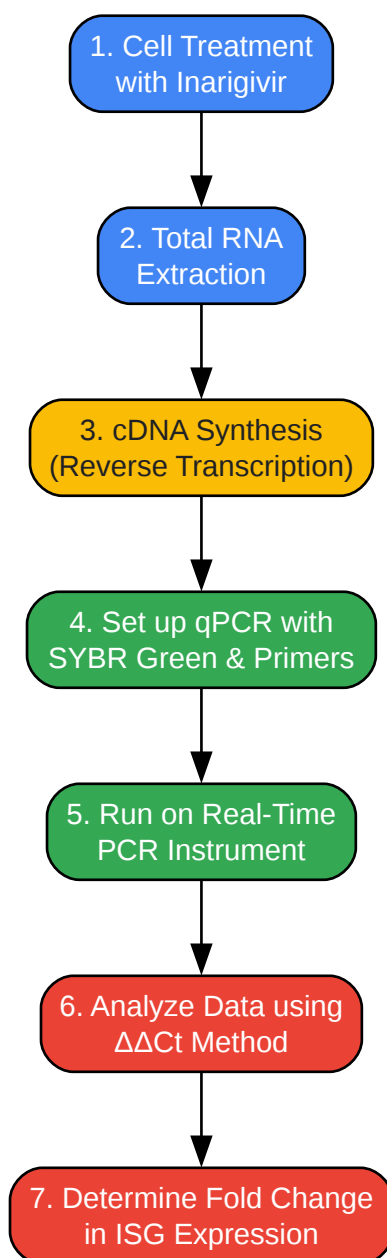 1. Cell Treatment
with Inarigivir
2. Total RNA
Extraction
3. cDNA Synthesis
(Reverse Transcription)
4. Set up qPCR with
SYBR Green & Primers
5. Run on Real-Time
PCR Instrument
6. Analyze Data using
ΔΔCt Method
7. Determine Fold Change
in ISG Expression